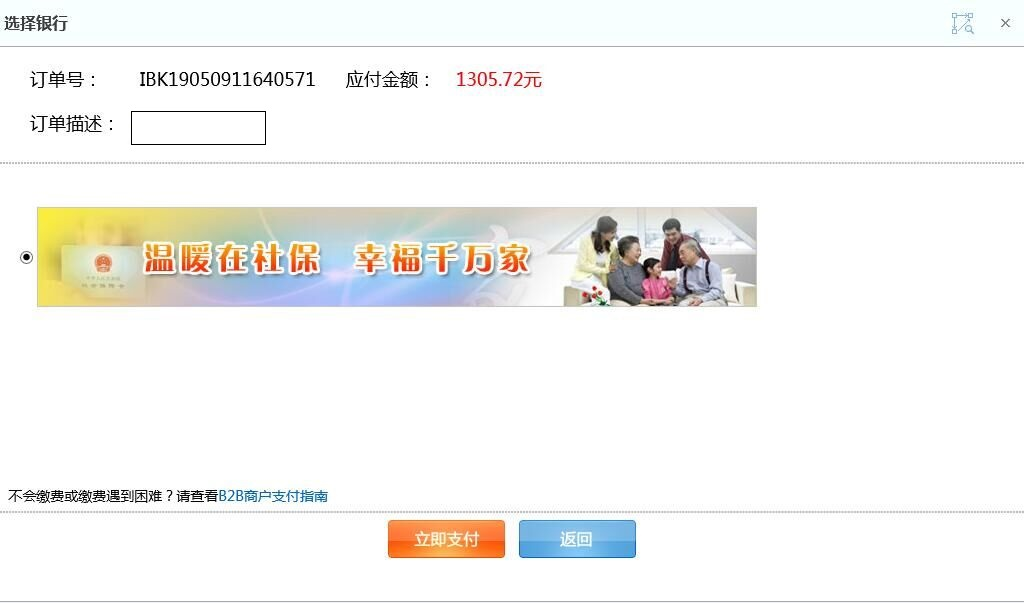 选择银行
订单号： IBK19050911640571 应付金额： 1305.72元
订单描述：
温暖在社保 幸福千万家
不会缴费或缴费遇到困难？请查看B2B商户支付指南
立即支付 返回